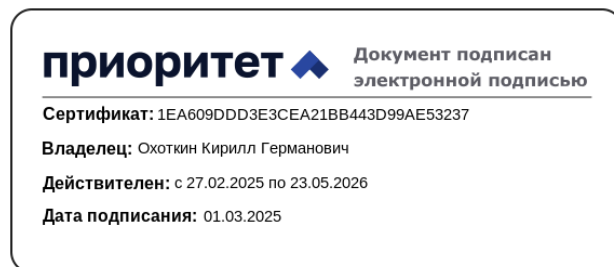 приоритет
Документ подписан
электронной подписью
Сертификат: 1EA609DDD3E3CEA21BB443D99AE53237
Владелец: Охоткин Кирилл Германович
Действителен: с 27.02.2025 по 23.05.2026
Дата подписания: 01.03.2025